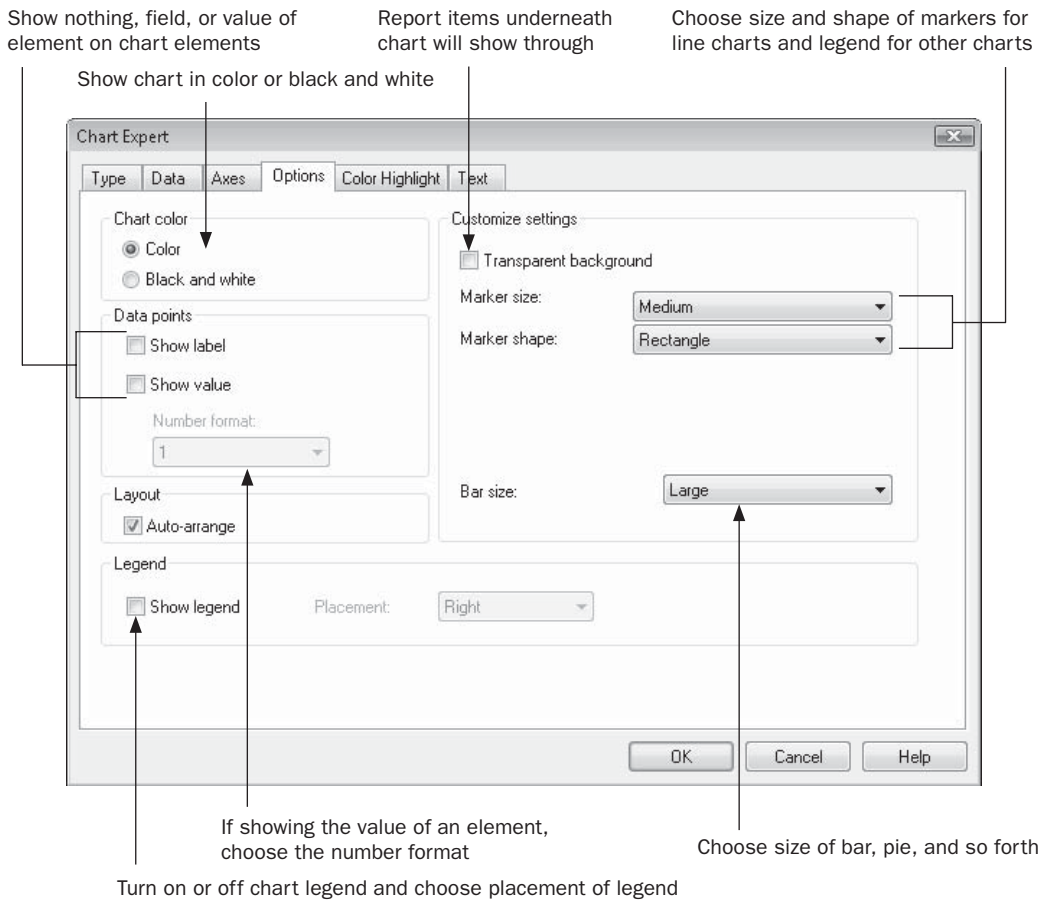 Show nothing, field, or value of
element on chart elements
Report items underneath
chart will show through
Choose size and shape of markers for
line charts and legend for other charts
Show chart in color or black and white
Chart Expert
Type
Data
Axes
Options
Color Highlight
Text
Chart color
Color
Black and white
Data points
Show label
Show value
Number format:
1
Layout
Auto-arrange
Customize settings
Transparent background
Marker size:
Medium
Marker shape:
Rectangle
Bar size:
Large
Legend
Show legend
Placement:
Right
OK
Cancel
Help
If showing the value of an element,
choose the number format
Choose size of bar, pie, and so forth
Turn on or off chart legend and choose placement of legend